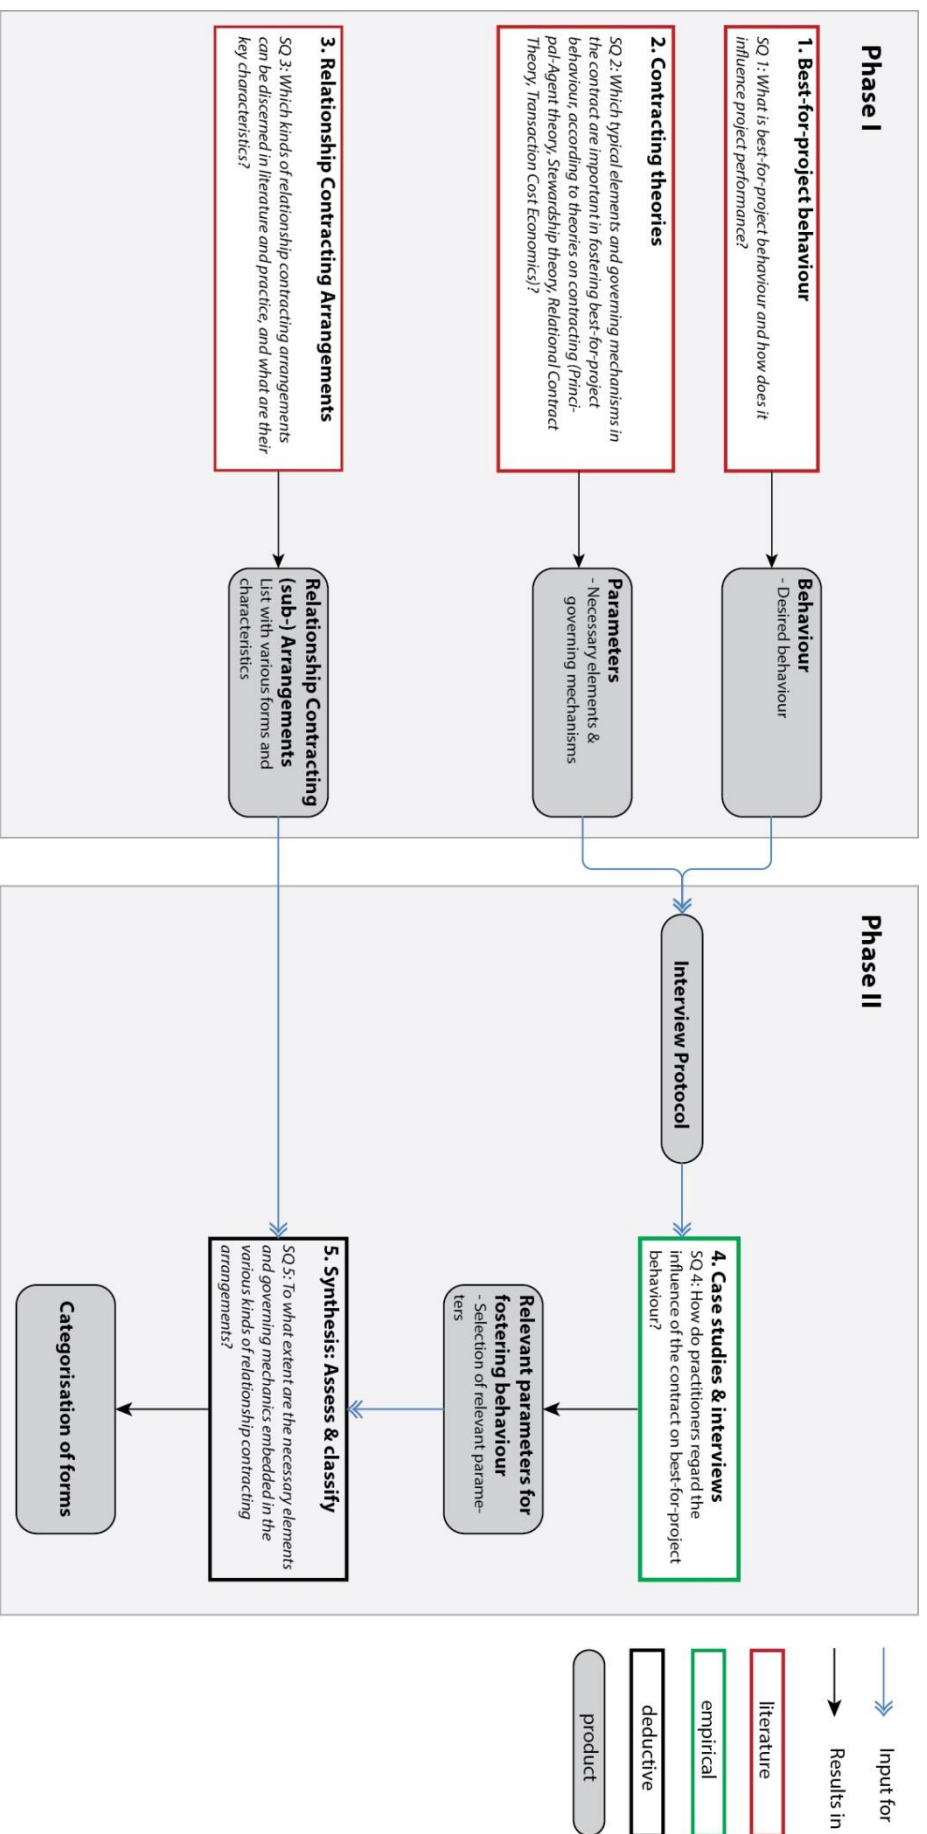 Phase I
1. Best-for-project behaviour
SQ 1: What is best-for-project behaviour and how does it
influence project performance?
Behaviour
- Desired behaviour
2. Contracting theories
SQ 2: Which typical elements and governing mechanisms in
the contract are important in fostering best-for-project
behaviour, according to theories on contracting (Princi-
pal-Agent theory, Stewardship theory, Relational Contract
Theory, Transaction Cost Economics)?
Parameters
- Necessary elements &
governing mechanisms
3. Relationship Contracting Arrangements
SQ 3: Which kinds of relationship contracting arrangements
can be discerned in literature and practice, and what are their
key characteristics?
Relationship Contracting
(sub-) Arrangements
List with various forms and
characteristics
Phase II
Interview Protocol
4. Case studies & interviews
SQ 4: How do practitioners regard the
influence of the contract on best-for-project
behaviour?
Relevant parameters for
fostering behaviour
- Selection of relevant parame-
ters
5. Synthesis: Assess & classify
SQ 5: To what extent are the necessary elements
and governing mechanics embedded in the
various kinds of relationship contracting
arrangements?
Categorisation of forms
Input for
Results in
literature
empirical
deductive
product